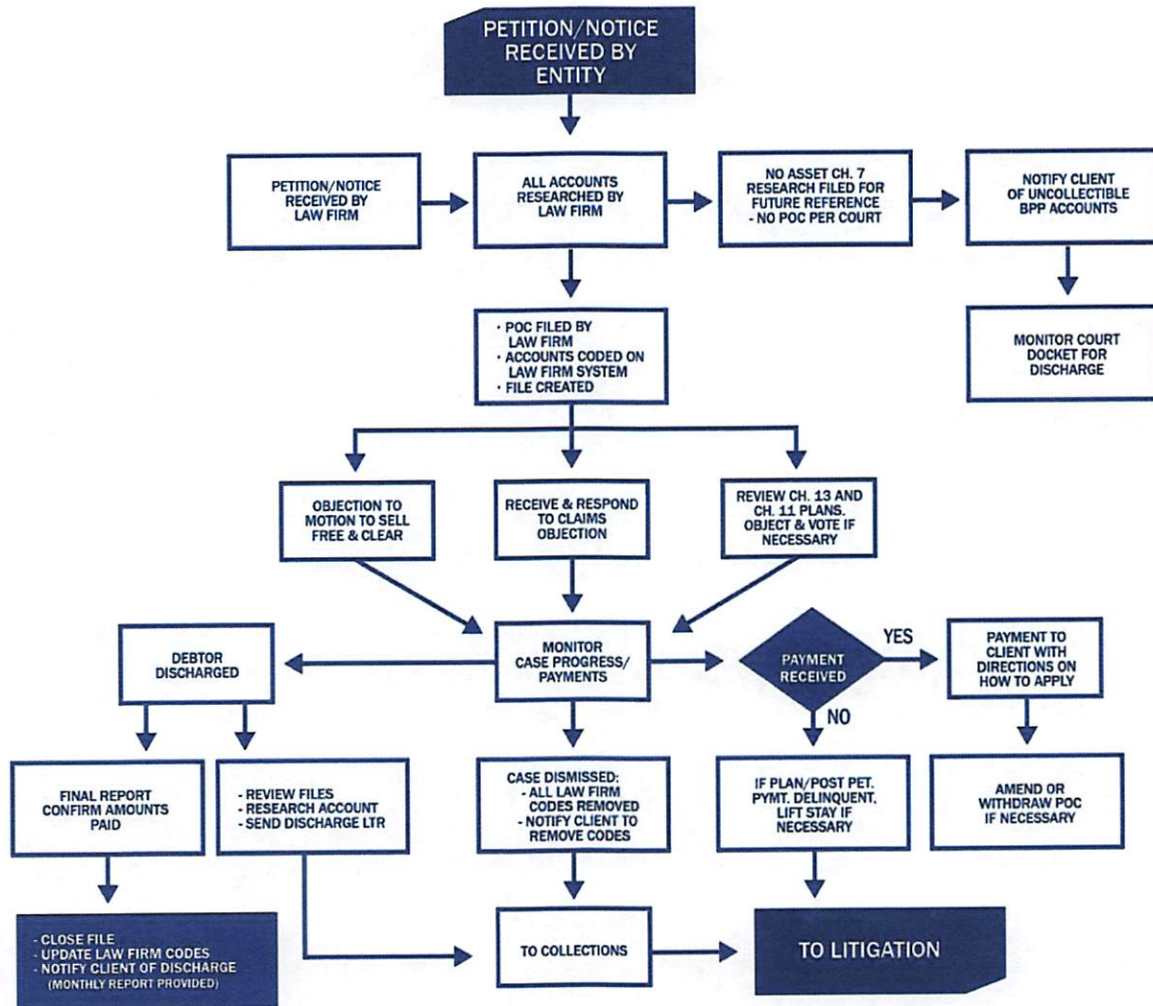 PETITION/NOTICE
RECEIVED BY
ENTITY
PETITION/NOTICE
RECEIVED BY
LAW FIRM
ALL ACCOUNTS
RESEARCHED BY
LAW FIRM
NO ASSET CH. 7
RESEARCH FILED FOR
FUTURE REFERENCE
- NO POC PER COURT
NOTIFY CLIENT
OF UNCOLLECTIBLE
BPP ACCOUNTS
· POC FILED BY
LAW FIRM
· ACCOUNTS CODED ON
LAW FIRM SYSTEM
· FILE CREATED
MONITOR COURT
DOCKET FOR
DISCHARGE
OBJECTION TO
MOTION TO SELL
FREE & CLEAR
RECEIVE & RESPOND
TO CLAIMS
OBJECTION
REVIEW CH. 13 AND
CH. 11 PLANS.
OBJECT & VOTE IF
NECESSARY
DEBTOR
DISCHARGED
MONITOR
CASE PROGRESS/
PAYMENTS
PAYMENT
RECEIVED
YES
NO
PAYMENT TO
CLIENT WITH
DIRECTIONS ON
HOW TO APPLY
FINAL REPORT
CONFIRM AMOUNTS
PAID
- REVIEW FILES
- RESEARCH ACCOUNT
- SEND DISCHARGE LTR
CASE DISMISSED:
- ALL LAW FIRM
CODES REMOVED
- NOTIFY CLIENT TO
REMOVE CODES
IF PLAN/POST PET.
PYMT. DELINQUENT,
LIFT STAY IF
NECESSARY
AMEND OR
WITHDRAW POC
IF NECESSARY
- CLOSE FILE
- UPDATE LAW FIRM CODES
- NOTIFY CLIENT OF DISCHARGE
(MONTHLY REPORT PROVIDED)
TO COLLECTIONS
TO LITIGATION